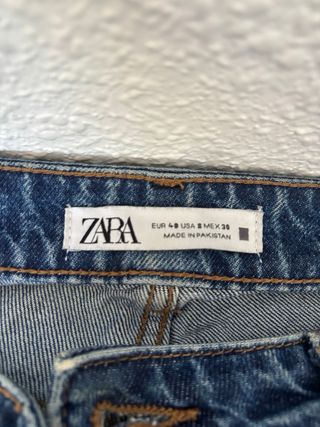 ZARA
EUR 40 USA 8 MEX 30
MADE IN PAKISTAN